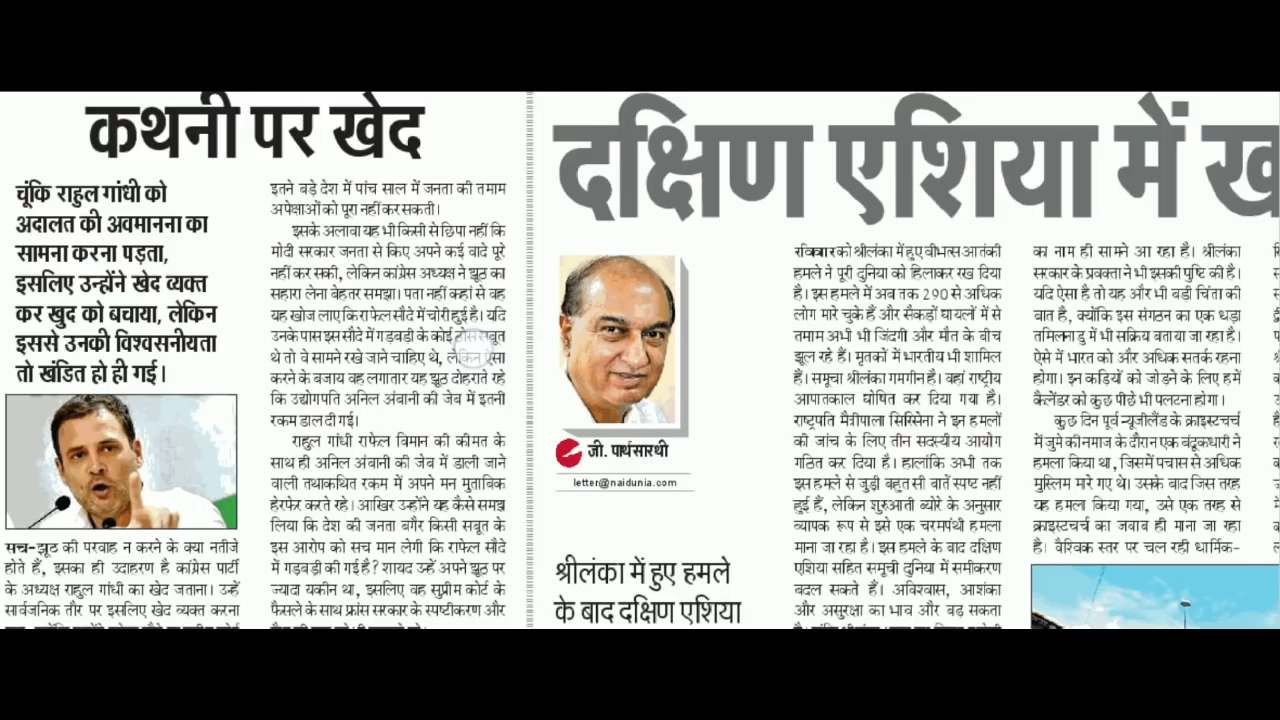 कथनी पर खेद
चूंकि राहुल गांधी को
अदालत की अवमानना का
सामना करना पड़ता,
इसलिए उन्होंने खेद व्यक्त
कर खुद को बचाया, लेकिन
इससे उनकी विश्वसनीयता
तो खंडित हो ही गई।
सच-झूठ की परवाह न करने के क्या नतीजे
होते हैं, इसका ही उदाहरण है कांग्रेस पार्टी
के अध्यक्ष राहुल गांधी का खेद जताना। उन्हें
सार्वजनिक तौर पर इसलिए खेद व्यक्त करना
इतने बड़े देश में पांच साल में जनता की तमाम
अपेक्षाओं को पूरा नहीं कर सकती।
इसके अलावा यह भी किसी से छिपा नहीं कि
मोदी सरकार जनता से किए अपने कई वादे पूरे
नहीं कर सकी, लेकिन कांग्रेस अध्यक्ष ने झूठ का
सहारा लेना बेहतर समझा। पता नहीं कहां से वह
यह खोज लाए कि राफेल सौदे में चोरी हुई है। यदि
उनके पास इस सौदे में गड़बड़ी के कोई सबूत
थे तो वे सामने रखे जाने चाहिए थे, लेकिन ऐसा
करने के बजाय वह लगातार यह झूठ दोहराते रहे
कि उद्योगपति अनिल अंबानी की जेब में इतनी
रकम डाल दी गई।
राहुल गांधी राफेल विमान की कीमत के
साथ ही अनिल अंबानी की जेब में डाली जाने
वाली तथाकथित रकम में अपने मन मुताबिक
हेरफेर करते रहे। आखिर उन्होंने यह कैसे समझ
लिया कि देश की जनता बगैर किसी सबूत के
इस आरोप को सच मान लेगी कि राफेल सौदे
में गड़बड़ी की गई है? शायद उन्हें अपने झूठ पर
ज्यादा यकीन था, इसलिए वह सुप्रीम कोर्ट के
फैसले के साथ फ्रांस सरकार के स्पष्टीकरण और
दक्षिण एशिया में
जी. पार्थसारथी
letter@naidunia.com
श्रीलंका में हुए हमले
के बाद दक्षिण एशिया
को श्रीलंका में हुए वीभत्स आतंकी
हमले ने पूरी दुनिया को हिलाकर रख दिया
है। इस हमले में अब तक 290 से अधिक
लोग मारे चुके हैं और सैकड़ों घायलों में से
तमाम अभी भी जिंदगी और मौत के बीच
झूल रहे हैं। मृतकों में भारतीय भी शामिल
हैं। समूचा श्रीलंका गमगीन है। वहां राष्ट्रीय
आपातकाल घोषित कर दिया गया है।
राष्ट्रपति मैत्रीपाला सिरिसेन ने इन हमलों
की जांच के लिए तीन सदस्यीय आयोग
गठित कर दिया है। हालांकि अभी तक
इस हमले से जुड़ी बहुत सी बातें स्पष्ट नहीं
हुई हैं, लेकिन शुरुआती ब्योरे के अनुसार
व्यापक रूप से इसे एक चरमपंथी हमला
माना जा रहा है। इस हमले के बाद दक्षिण
एशिया सहित समूची दुनिया में समीकरण
बदल सकते हैं। अविश्वास, आशंका
और असुरक्षा का भाव और बढ़ सकता
का नाम ही सामने आ रहा है।
सरकार के प्रवक्ता ने भी इसकी पुष्टि की है।
यदि ऐसा है तो यह और भी बड़ी चिंता की
बात है, क्योंकि इस संगठन का एक धड़ा
तमिलनाडु में भी सक्रिय बताया जा रहा है।
ऐसे में भारत को और अधिक सतर्क रहना
होगा। इन कड़ियों को जोड़ने के लिए
कैलेंडर को कुछ पीछे भी पलटना होगा।
कुछ दिनों पूर्व न्यूजीलैंड के क्राइस्टचर्च
में जुमे की नमाज के दौरान एक बंदूकधारी
ने हमला किया था, जिसमें पचास से
मुस्लिम मारे गए थे। उसके बाद जिस तरह
यह हमला किया गया है उसे एक तरह
क्राइस्टचर्च का जवाब ही माना जा रहा
है। वैश्विक स्तर पर चल रही धार्मिक